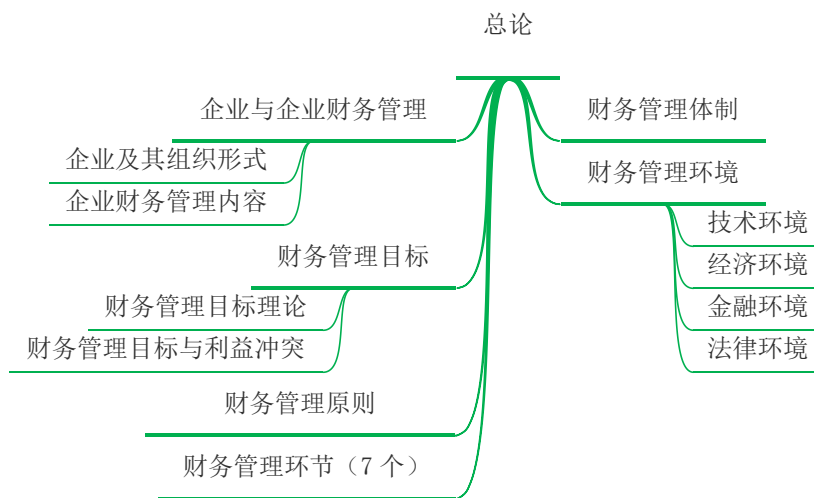 总论
企业与企业财务管理
企业及其组织形式
企业财务管理内容
财务管理目标
财务管理目标理论
财务管理目标与利益冲突
财务管理原则
财务管理环节（7个）
财务管理体制
财务管理环境
技术环境
经济环境
金融环境
法律环境